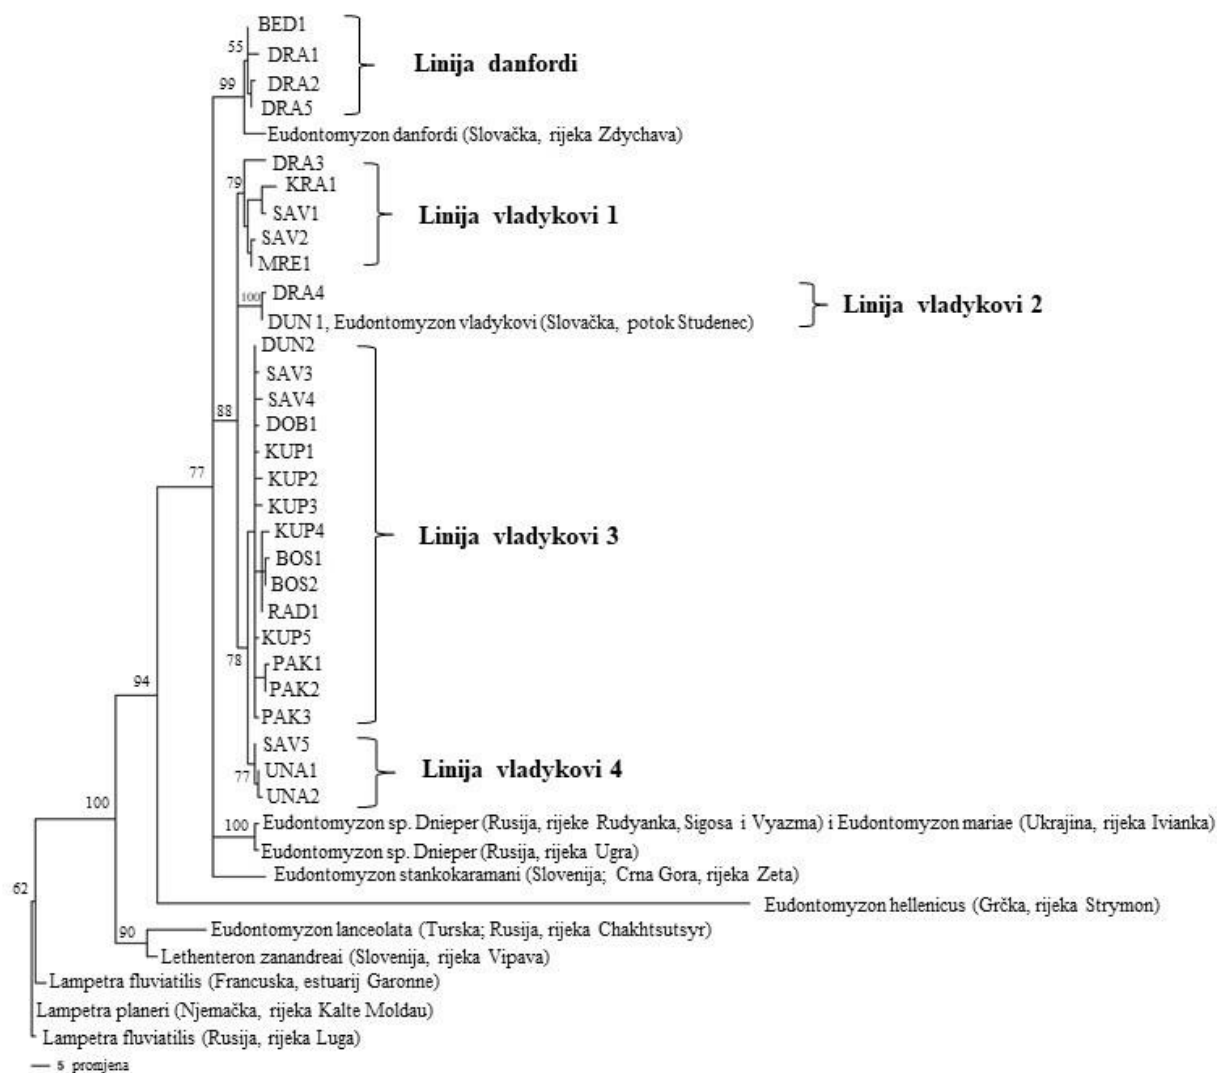 BED1
55
DRA1
Linija danfordi
DRA2
99
DRA5
Eudontomyzon danfordi (Slovačka, rijeka Zdychava)
DRA3
79
KRA1
SAV1
Linija vladykovi 1
SAV2
MRE1
100
DRA4
Linija vladykovi 2
DUN 1, Eudontomyzon vladykovi (Slovačka, potok Studenec)
DUN2
SAV3
SAV4
88
DOB1
KUP1
77
KUP2
KUP3
KUP4
Linija vladykovi 3
BOS1
BOS2
RAD1
KUP5
78
PAK1
94
PAK2
PAK3
SAV5
77
UNA1
Linija vladykovi 4
UNA2
100
100
Eudontomyzon sp. Dnieper (Rusija, rijeke Rudyanka, Sigosa i Vyazma) i Eudontomyzon mariae (Ukrajina, rijeka Ivianka)
Eudontomyzon sp. Dnieper (Rusija, rijeka Ugra)
Eudontomyzon stankokaramani (Slovenija; Crna Gora, rijeka Zeta)
62
Eudontomyzon hellenicus (Grčka, rijeka Strymon)
90
Eudontomyzon lanceolata (Turska; Rusija, rijeka Chakhtsutsyr)
Lethenteron zanandreai (Slovenija, rijeka Vipava)
Lampetra fluviatilis (Francuska, estuarij Garonne)
Lampetra planeri (Njemačka, rijeka Kalte Moldau)
Lampetra fluviatilis (Rusija, rijeka Luga)
5 promjena